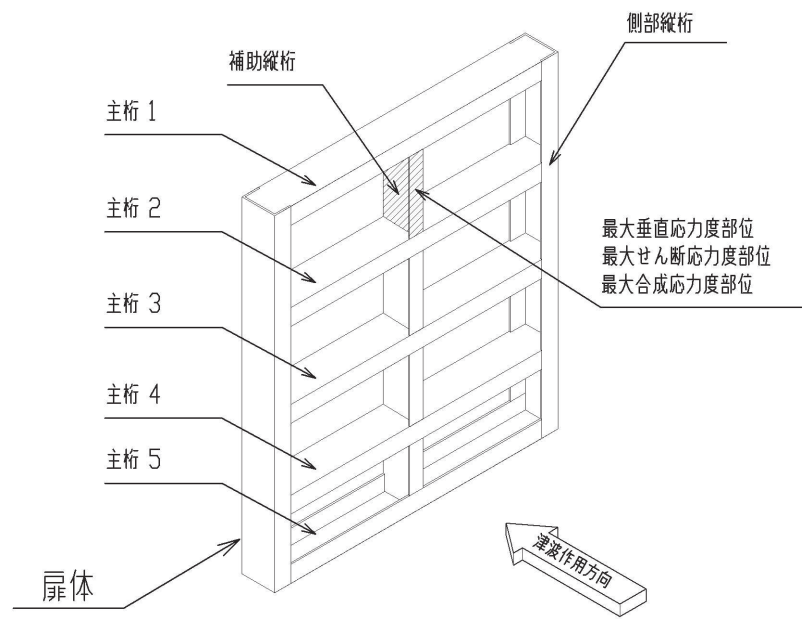 側部縦桁
補助縦桁
主桁 1
主桁 2
最大垂直応力度部位
最大せん断応力度部位
最大合成応力度部位
主桁 3
主桁 4
主桁 5
津波作用方向
扉体